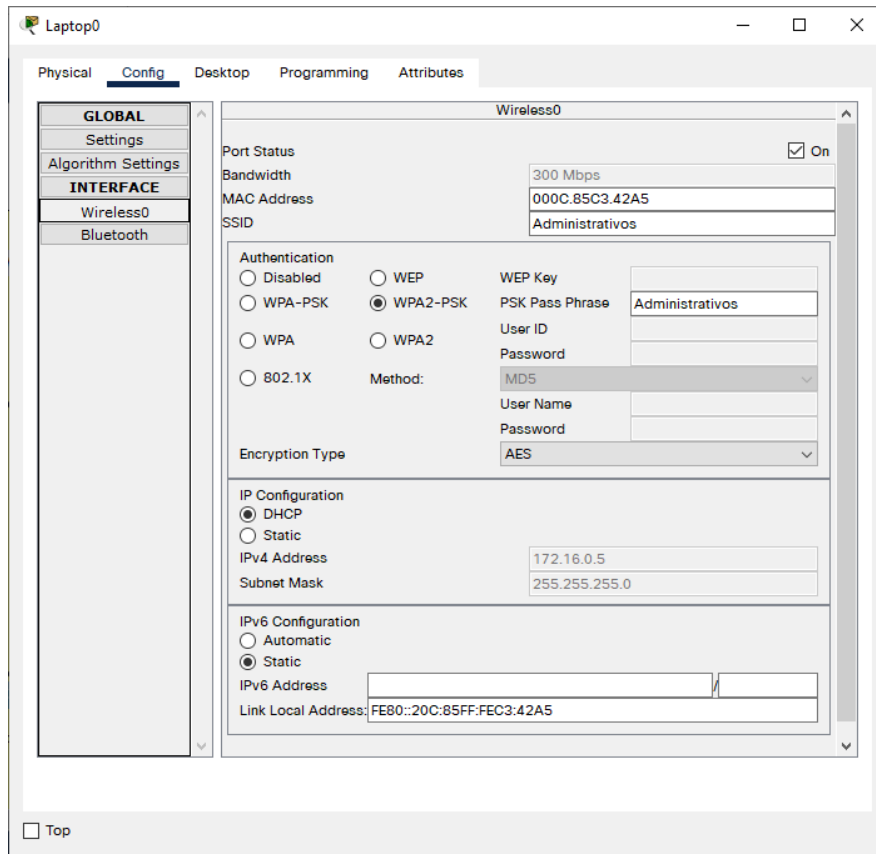 Laptop0
Physical Config Desktop Programming Attributes
GLOBAL
Settings
Algorithm Settings
INTERFACE
Wireless0
Bluetooth
Wireless0
Port Status On
Bandwidth 300 Mbps
MAC Address 000C.85C3.42A5
SSID Administrativos
Authentication
Disabled WEP WEP Key
WPA-PSK WPA2-PSK PSK Pass Phrase Administrativos
User ID
WPA WPA2
Password
802.1X Method: MD5
User Name
Password
Encryption Type AES
IP Configuration
DHCP
Static
IPv4 Address 172.16.0.5
Subnet Mask 255.255.255.0
IPv6 Configuration
Automatic
Static
IPv6 Address /
Link Local Address: FE80::20C:85FF:FEC3:42A5
Top